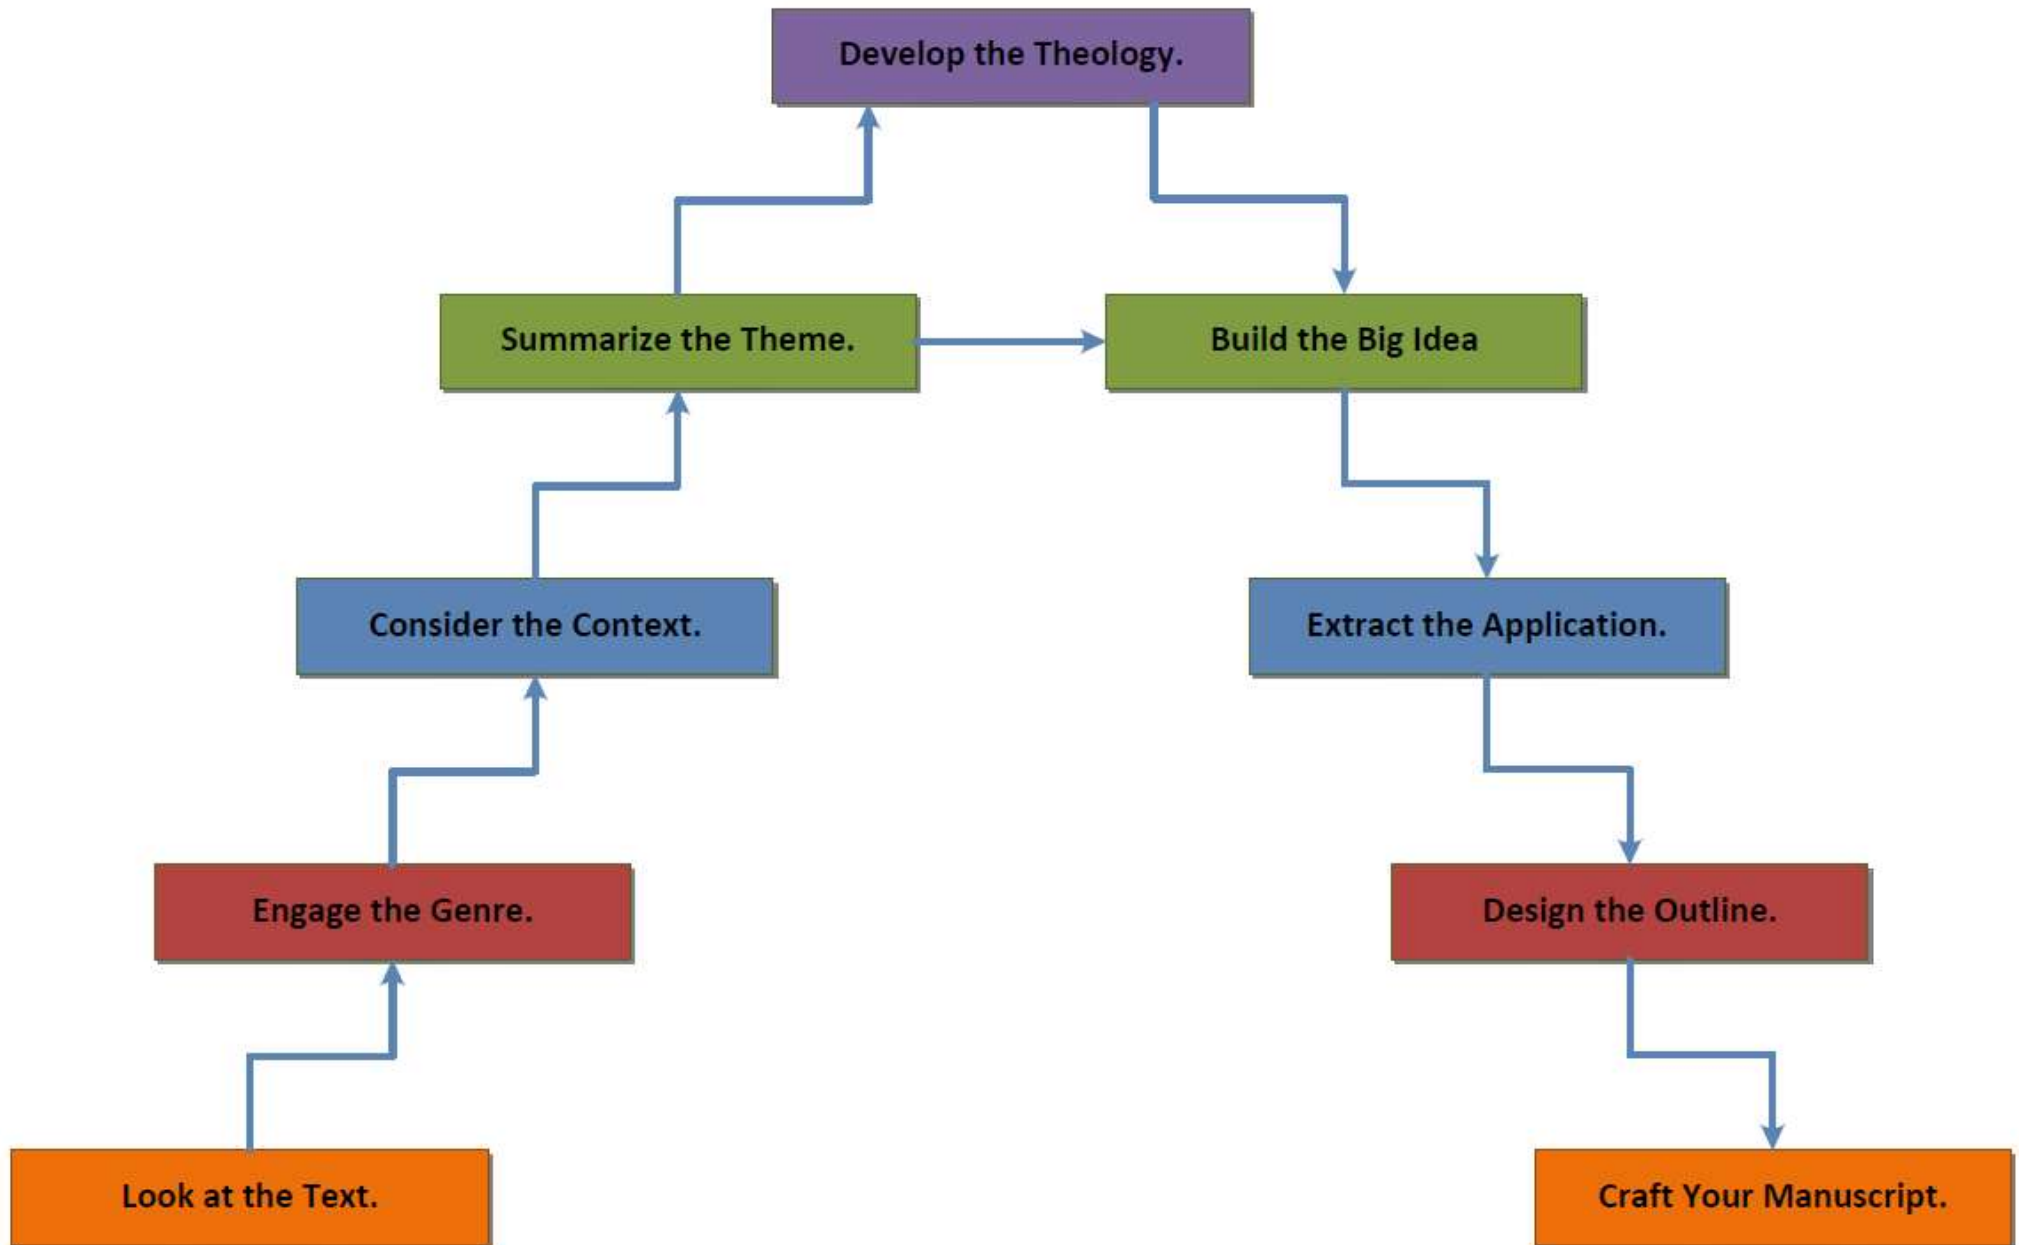 Develop the Theology.
Summarize the Theme.
Build the Big Idea
Consider the Context.
Extract the Application.
Engage the Genre.
Design the Outline.
Look at the Text.
Craft Your Manuscript.